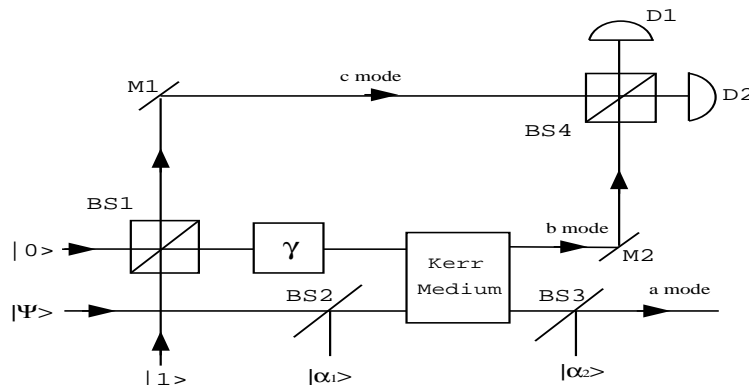 D1
M1
c mode
D2
BS4
BS1
|0>
γ
Kerr
Medium
b mode
M2
BS2
BS3
a mode
|Ψ>
|1>
|α₁>
|α₂>